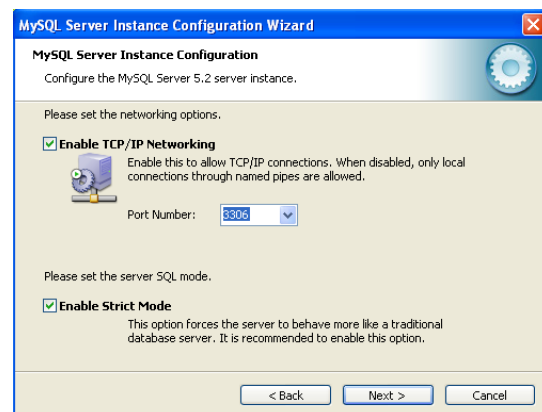 MySQL Server Instance Configuration Wizard
MySQL Server Instance Configuration
Configure the MySQL Server 5.2 server instance.
Please set the networking options.
Enable TCP/IP Networking
Enable this to allow TCP/IP connections. When disabled, only local
connections through named pipes are allowed.
Port Number: 3306
Please set the server SQL mode.
Enable Strict Mode
This option forces the server to behave more like a traditional
database server. It is recommended to enable this option.
< Back Next > Cancel